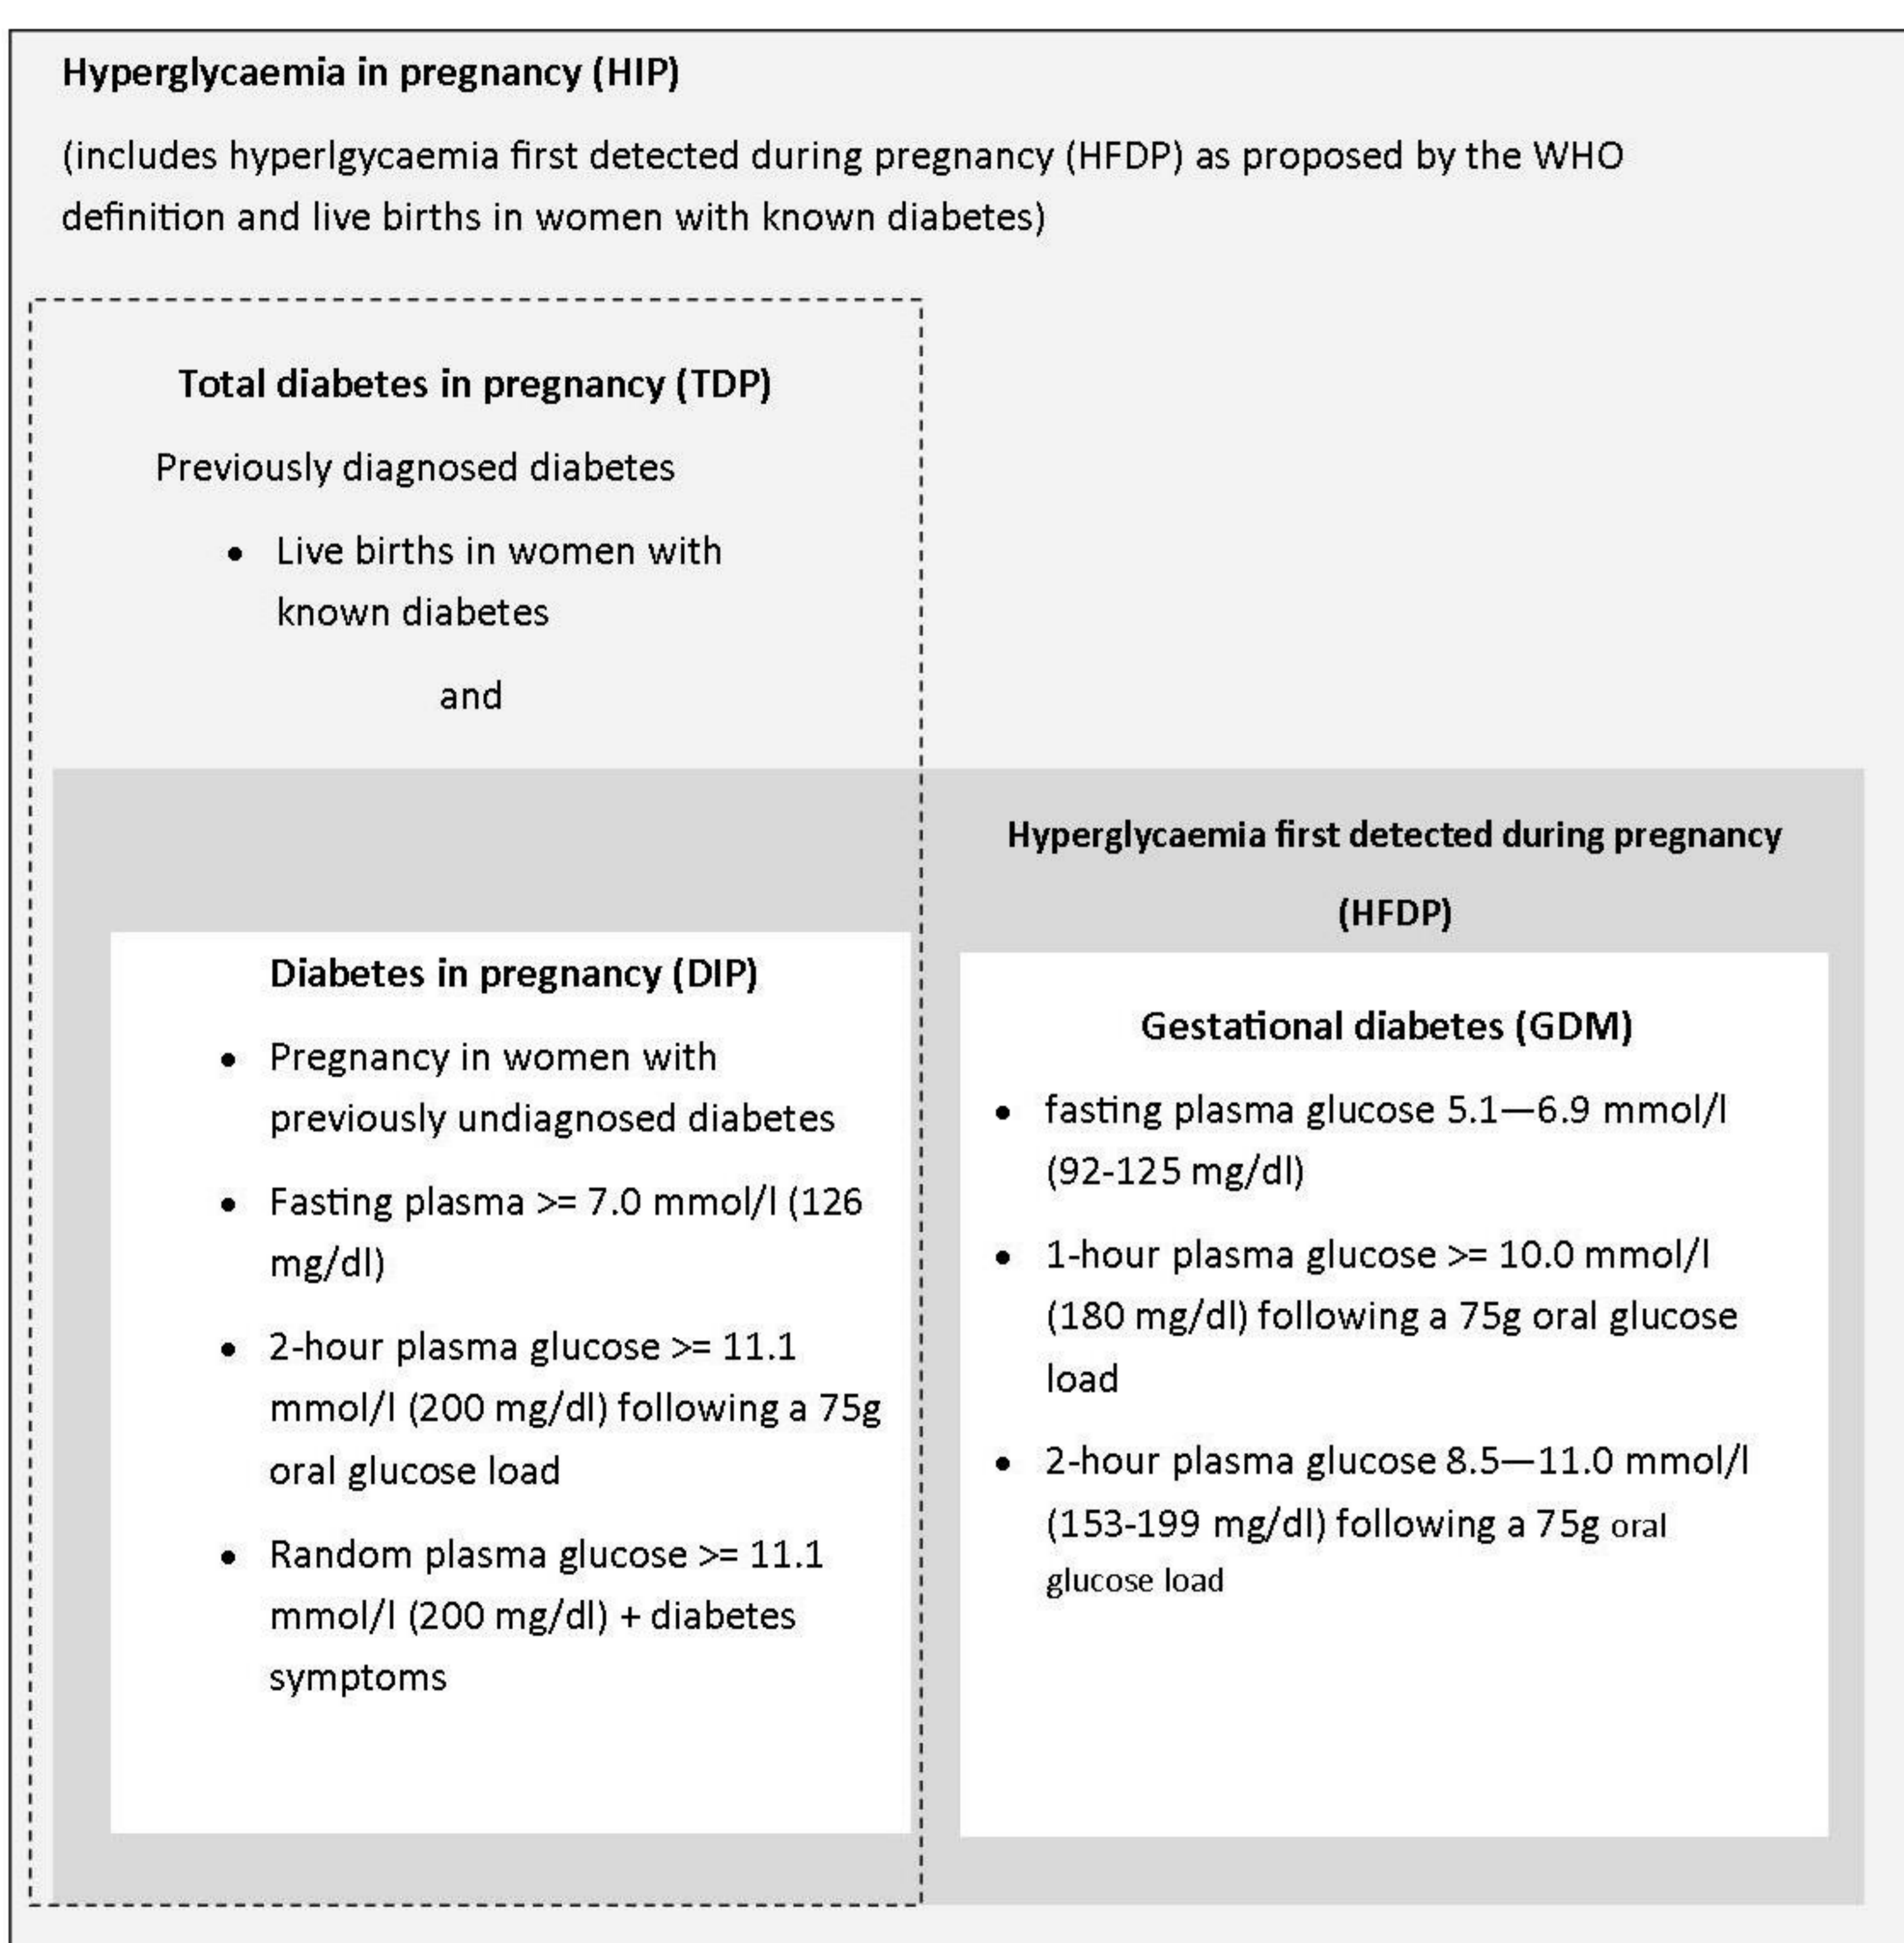 Hyperglycaemia in pregnancy (HIP)
(includes hyperlgycaemia first detected during pregnancy (HFDP) as proposed by the WHO
definition and live births in women with known diabetes)
Total diabetes in pregnancy (TDP)
Previously diagnosed diabetes
• Live births in women with
known diabetes
and
Hyperglycaemia first detected during pregnancy
(HFDP)
Diabetes in pregnancy (DIP)
• Pregnancy in women with
previously undiagnosed diabetes
• Fasting plasma >= 7.0 mmol/l (126
mg/dl)
• 2-hour plasma glucose >= 11.1
mmol/l (200 mg/dl) following a 75g
oral glucose load
• Random plasma glucose >= 11.1
mmol/l (200 mg/dl) + diabetes
symptoms
Gestational diabetes (GDM)
• fasting plasma glucose 5.1—6.9 mmol/l
(92-125 mg/dl)
• 1-hour plasma glucose >= 10.0 mmol/l
(180 mg/dl) following a 75g oral glucose
load
• 2-hour plasma glucose 8.5—11.0 mmol/l
(153-199 mg/dl) following a 75g oral
glucose load